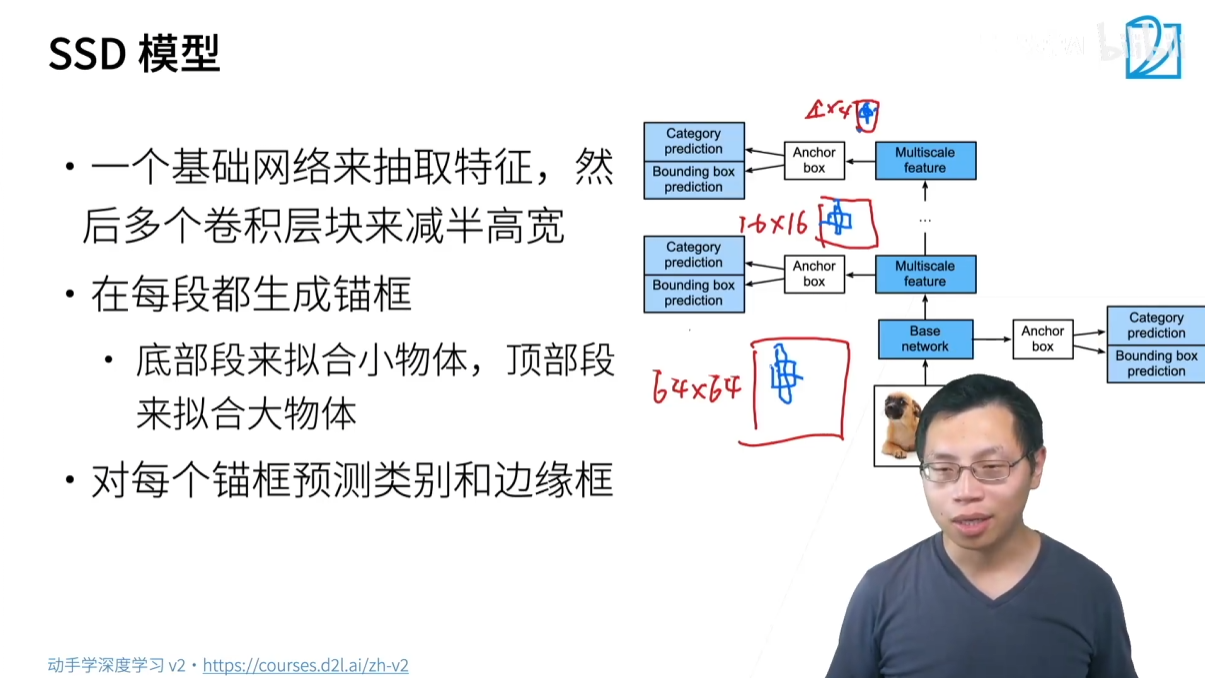 SSD 模型
bilibili
• 一个基础网络来抽取特征，然
后多个卷积层块来减半高宽
• 在每段都生成锚框
• 底部段来拟合小物体，顶部段
来拟合大物体
• 对每个锚框预测类别和边缘框
4×4
Category
prediction
Bounding box
prediction
Anchor
box
Multiscale
feature
...
16×16
Category
prediction
Bounding box
prediction
Anchor
box
Multiscale
feature
64×64
Base
network
Anchor
box
Category
prediction
Bounding box
prediction
动手学深度学习 v2 • https://courses.d2l.ai/zh-v2